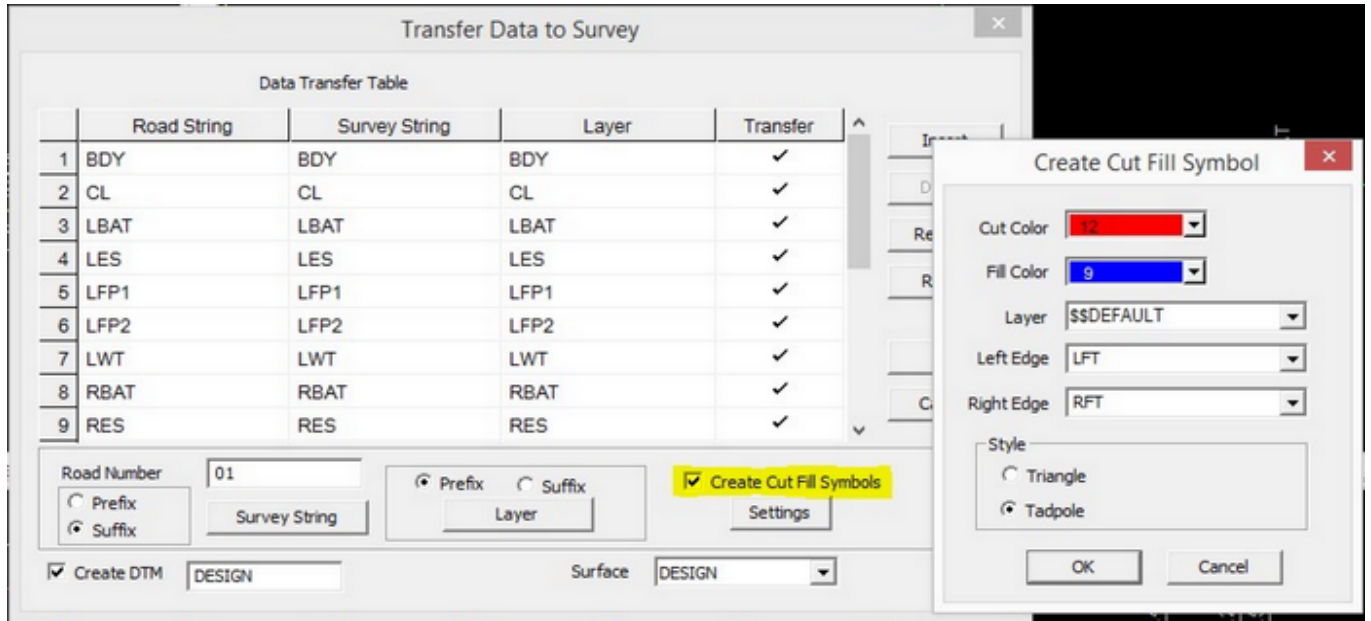 Transfer Data to Survey
Data Transfer Table
Road String Survey String Layer Transfer
1 BDY BDY BDY ✓
2 CL CL CL ✓
3 LBAT LBAT LBAT ✓
4 LES LES LES ✓
5 LFP1 LFP1 LFP1 ✓
6 LFP2 LFP2 LFP2 ✓
7 LWT LWT LWT ✓
8 RBAT RBAT RBAT ✓
9 RES RES RES ✓
Road Number 01
Prefix
Suffix
Survey String
Prefix Suffix
Layer
Create Cut Fill Symbols
Settings
Create DTM DESIGN
Surface DESIGN
Create Cut Fill Symbol
Cut Color 12
Fill Color 9
Layer $$DEFAULT
Left Edge LFT
Right Edge RFT
Style
Triangle
Tadpole
OK Cancel